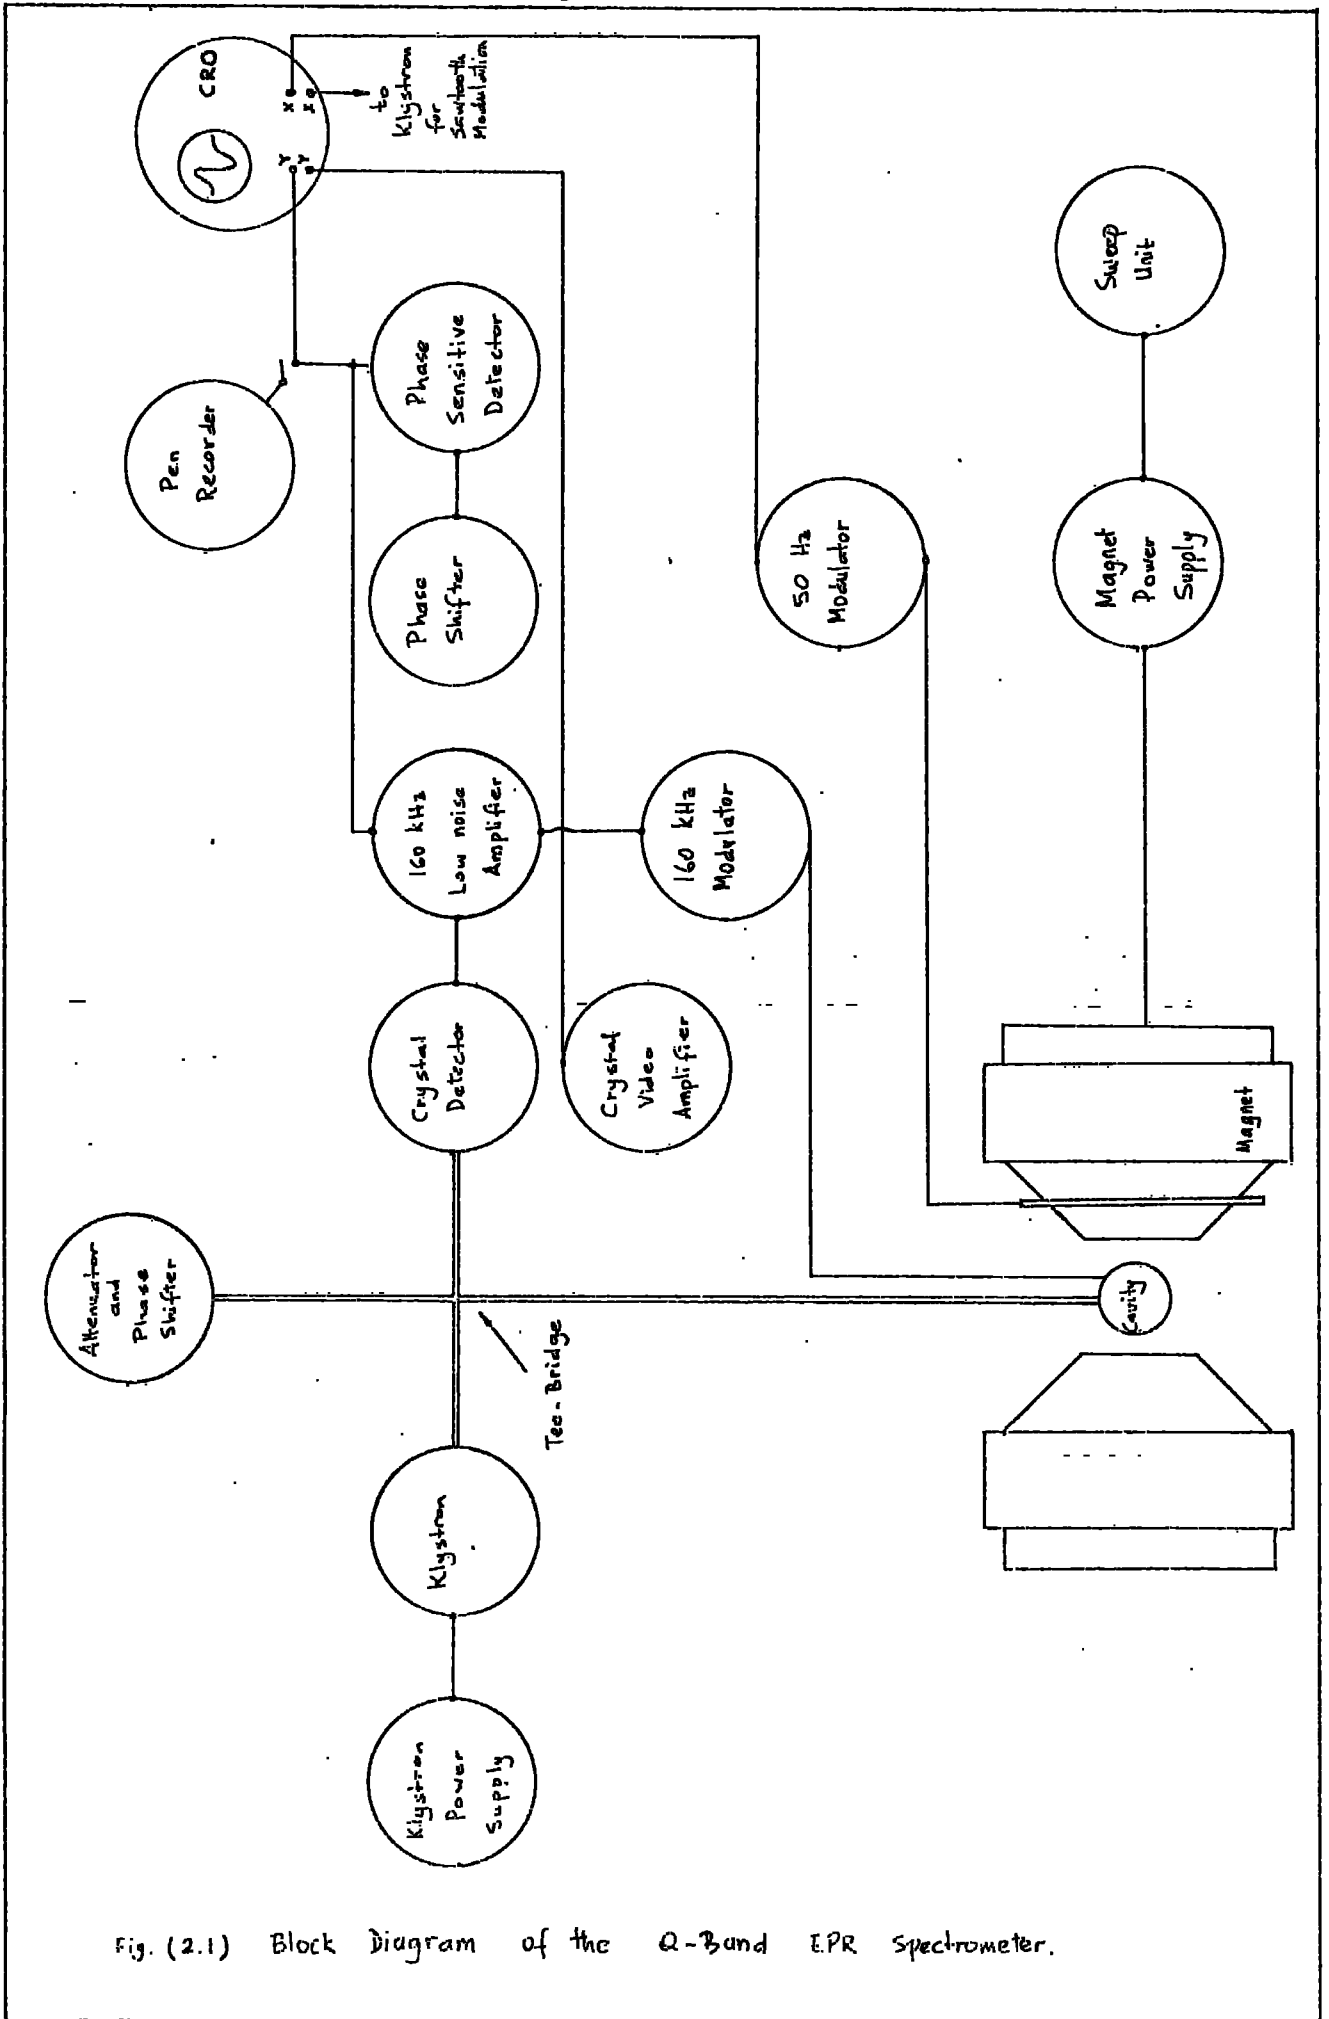 CRO
X
X
Y
Y
to
Klystron
for
Sawtooth
Modulation
Pen
Recorder
Phase
Sensitive
Detector
Phase
Shifter
160 kHz
Low noise
Amplifier
160 kHz
Modulator
50 Hz
Modulator
Sweep
Unit
Magnet
Power
Supply
Crystal
Detector
Crystal
Video
Amplifier
Attenuator
and
Phase
Shifter
Tee-Bridge
Klystron
Klystron
Power
Supply
Magnet
Cavity
Fig. (2.1) Block Diagram of the Q-Band EPR Spectrometer.